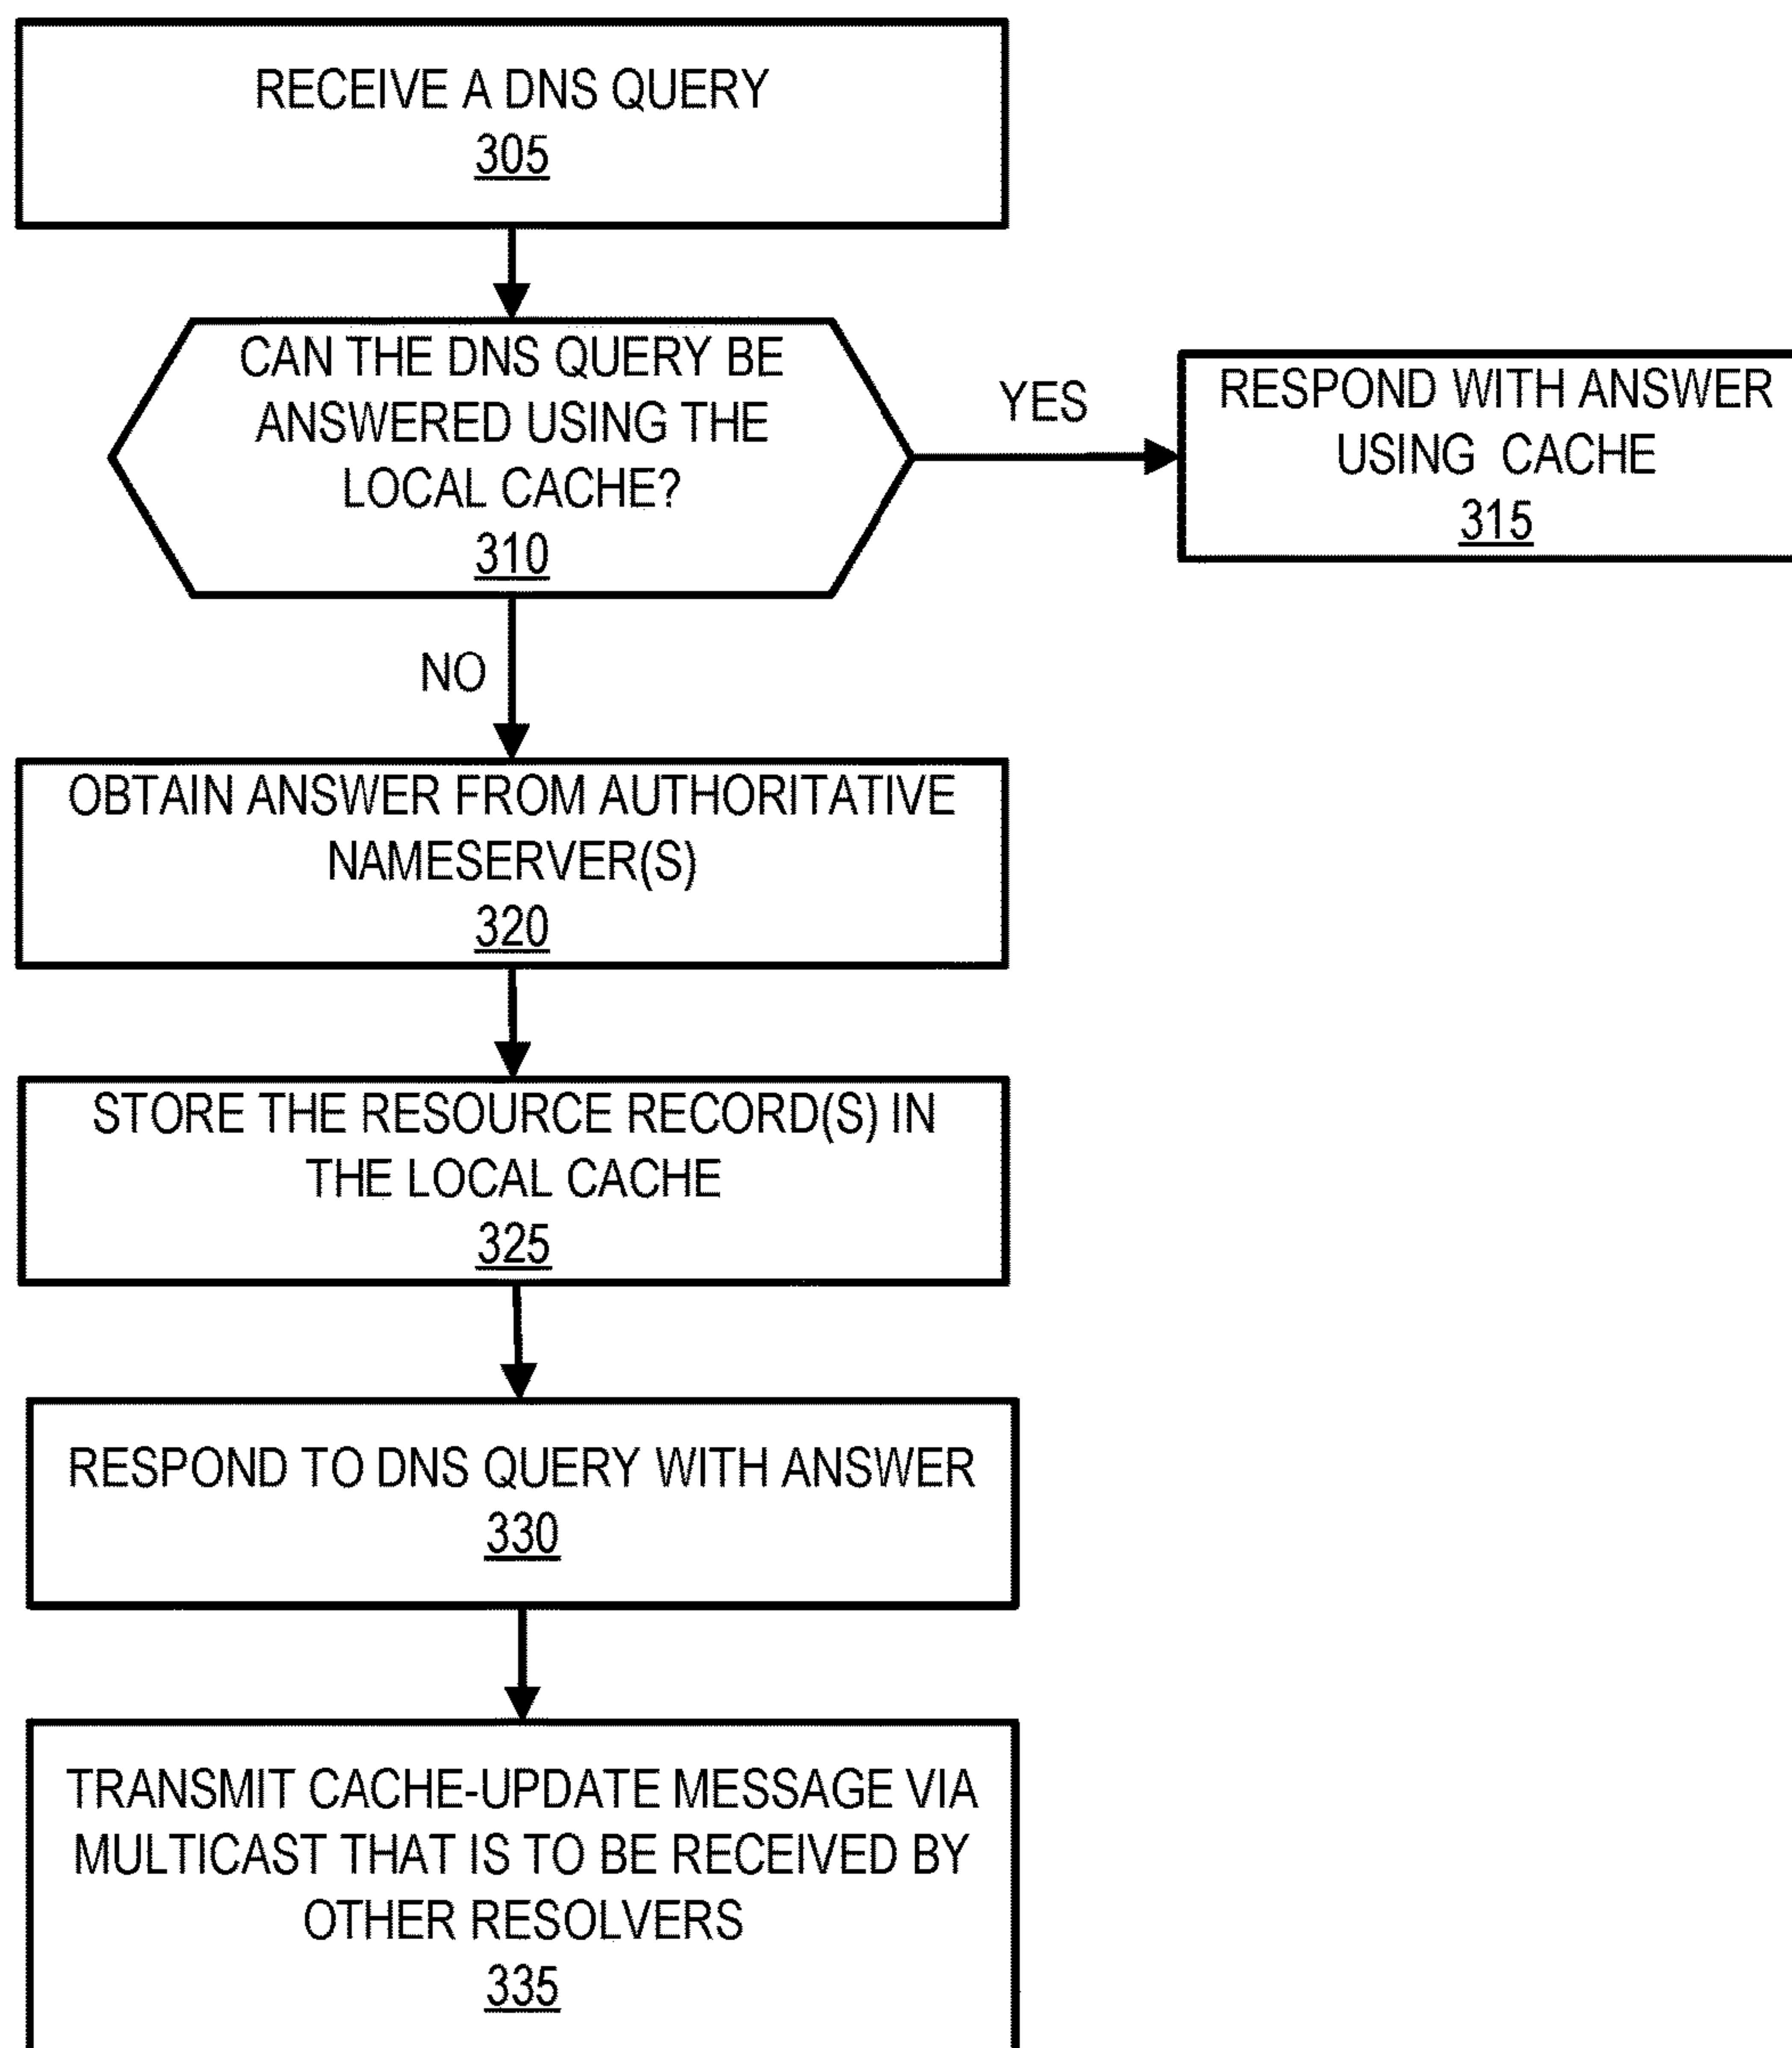 RECEIVE A DNS QUERY
305
CAN THE DNS QUERY BE
ANSWERED USING THE
LOCAL CACHE?
310
YES
RESPOND WITH ANSWER
USING CACHE
315
NO
OBTAIN ANSWER FROM AUTHORITATIVE
NAMESERVER(S)
320
STORE THE RESOURCE RECORD(S) IN
THE LOCAL CACHE
325
RESPOND TO DNS QUERY WITH ANSWER
330
TRANSMIT CACHE-UPDATE MESSAGE VIA
MULTICAST THAT IS TO BE RECEIVED BY
OTHER RESOLVERS
335